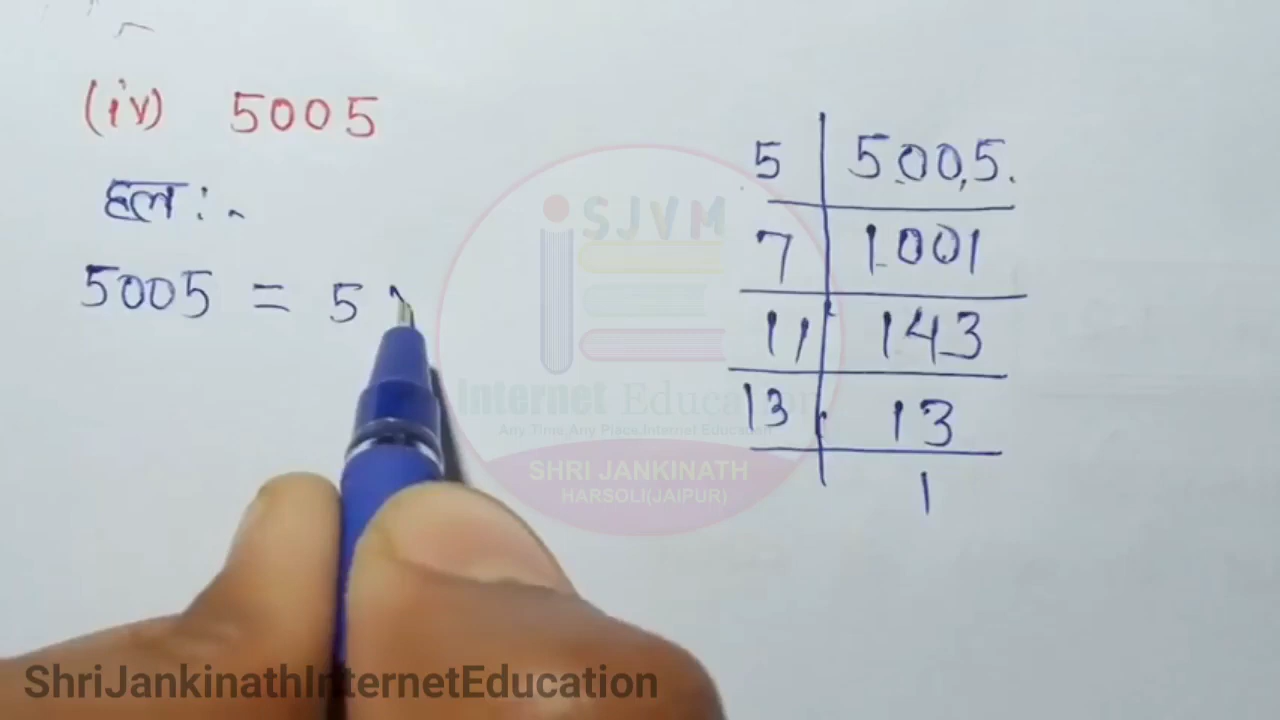 (iv) 5005
हल :-
5005 = 5
5 | 5005
7 | 1001
11 | 143
13 | 13
1
SJVM
Internet Education
Any Time,Any Place,Internal Education
SHRI JANKINATH
HARSOLI(JAIPUR)
ShriJankinathInternetEducation